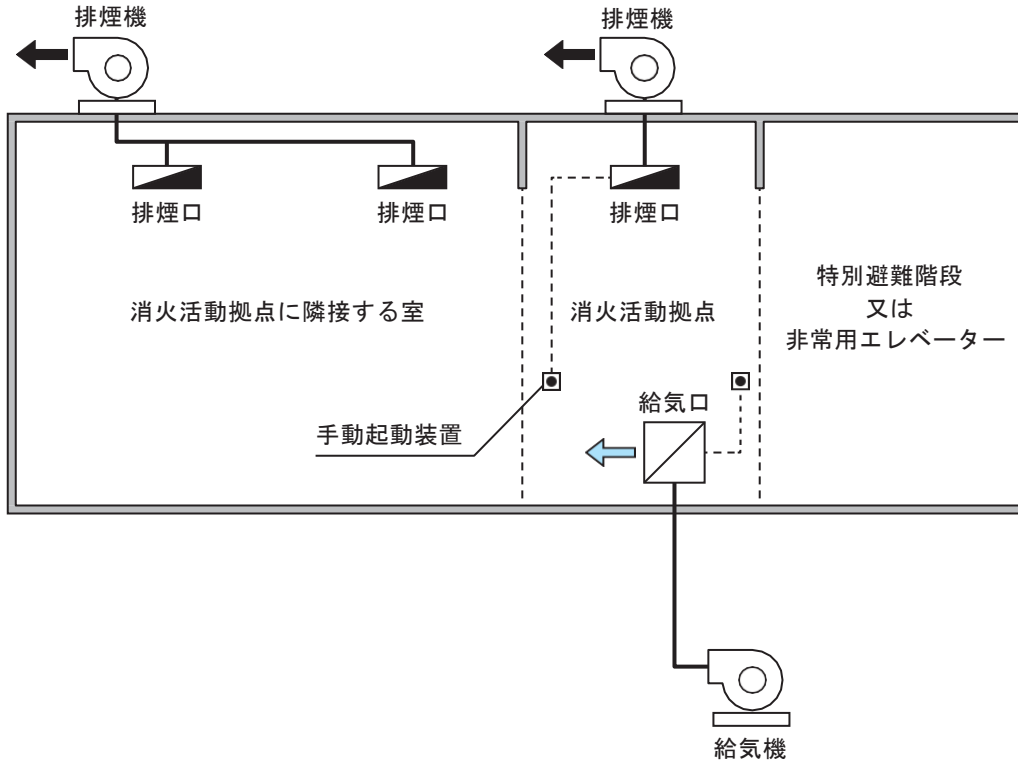 排煙機
排煙機
排煙口
排煙口
排煙口
消火活動拠点に隣接する室
消火活動拠点
特別避難階段
又は
非常用エレベーター
手動起動装置
給気口
給気機